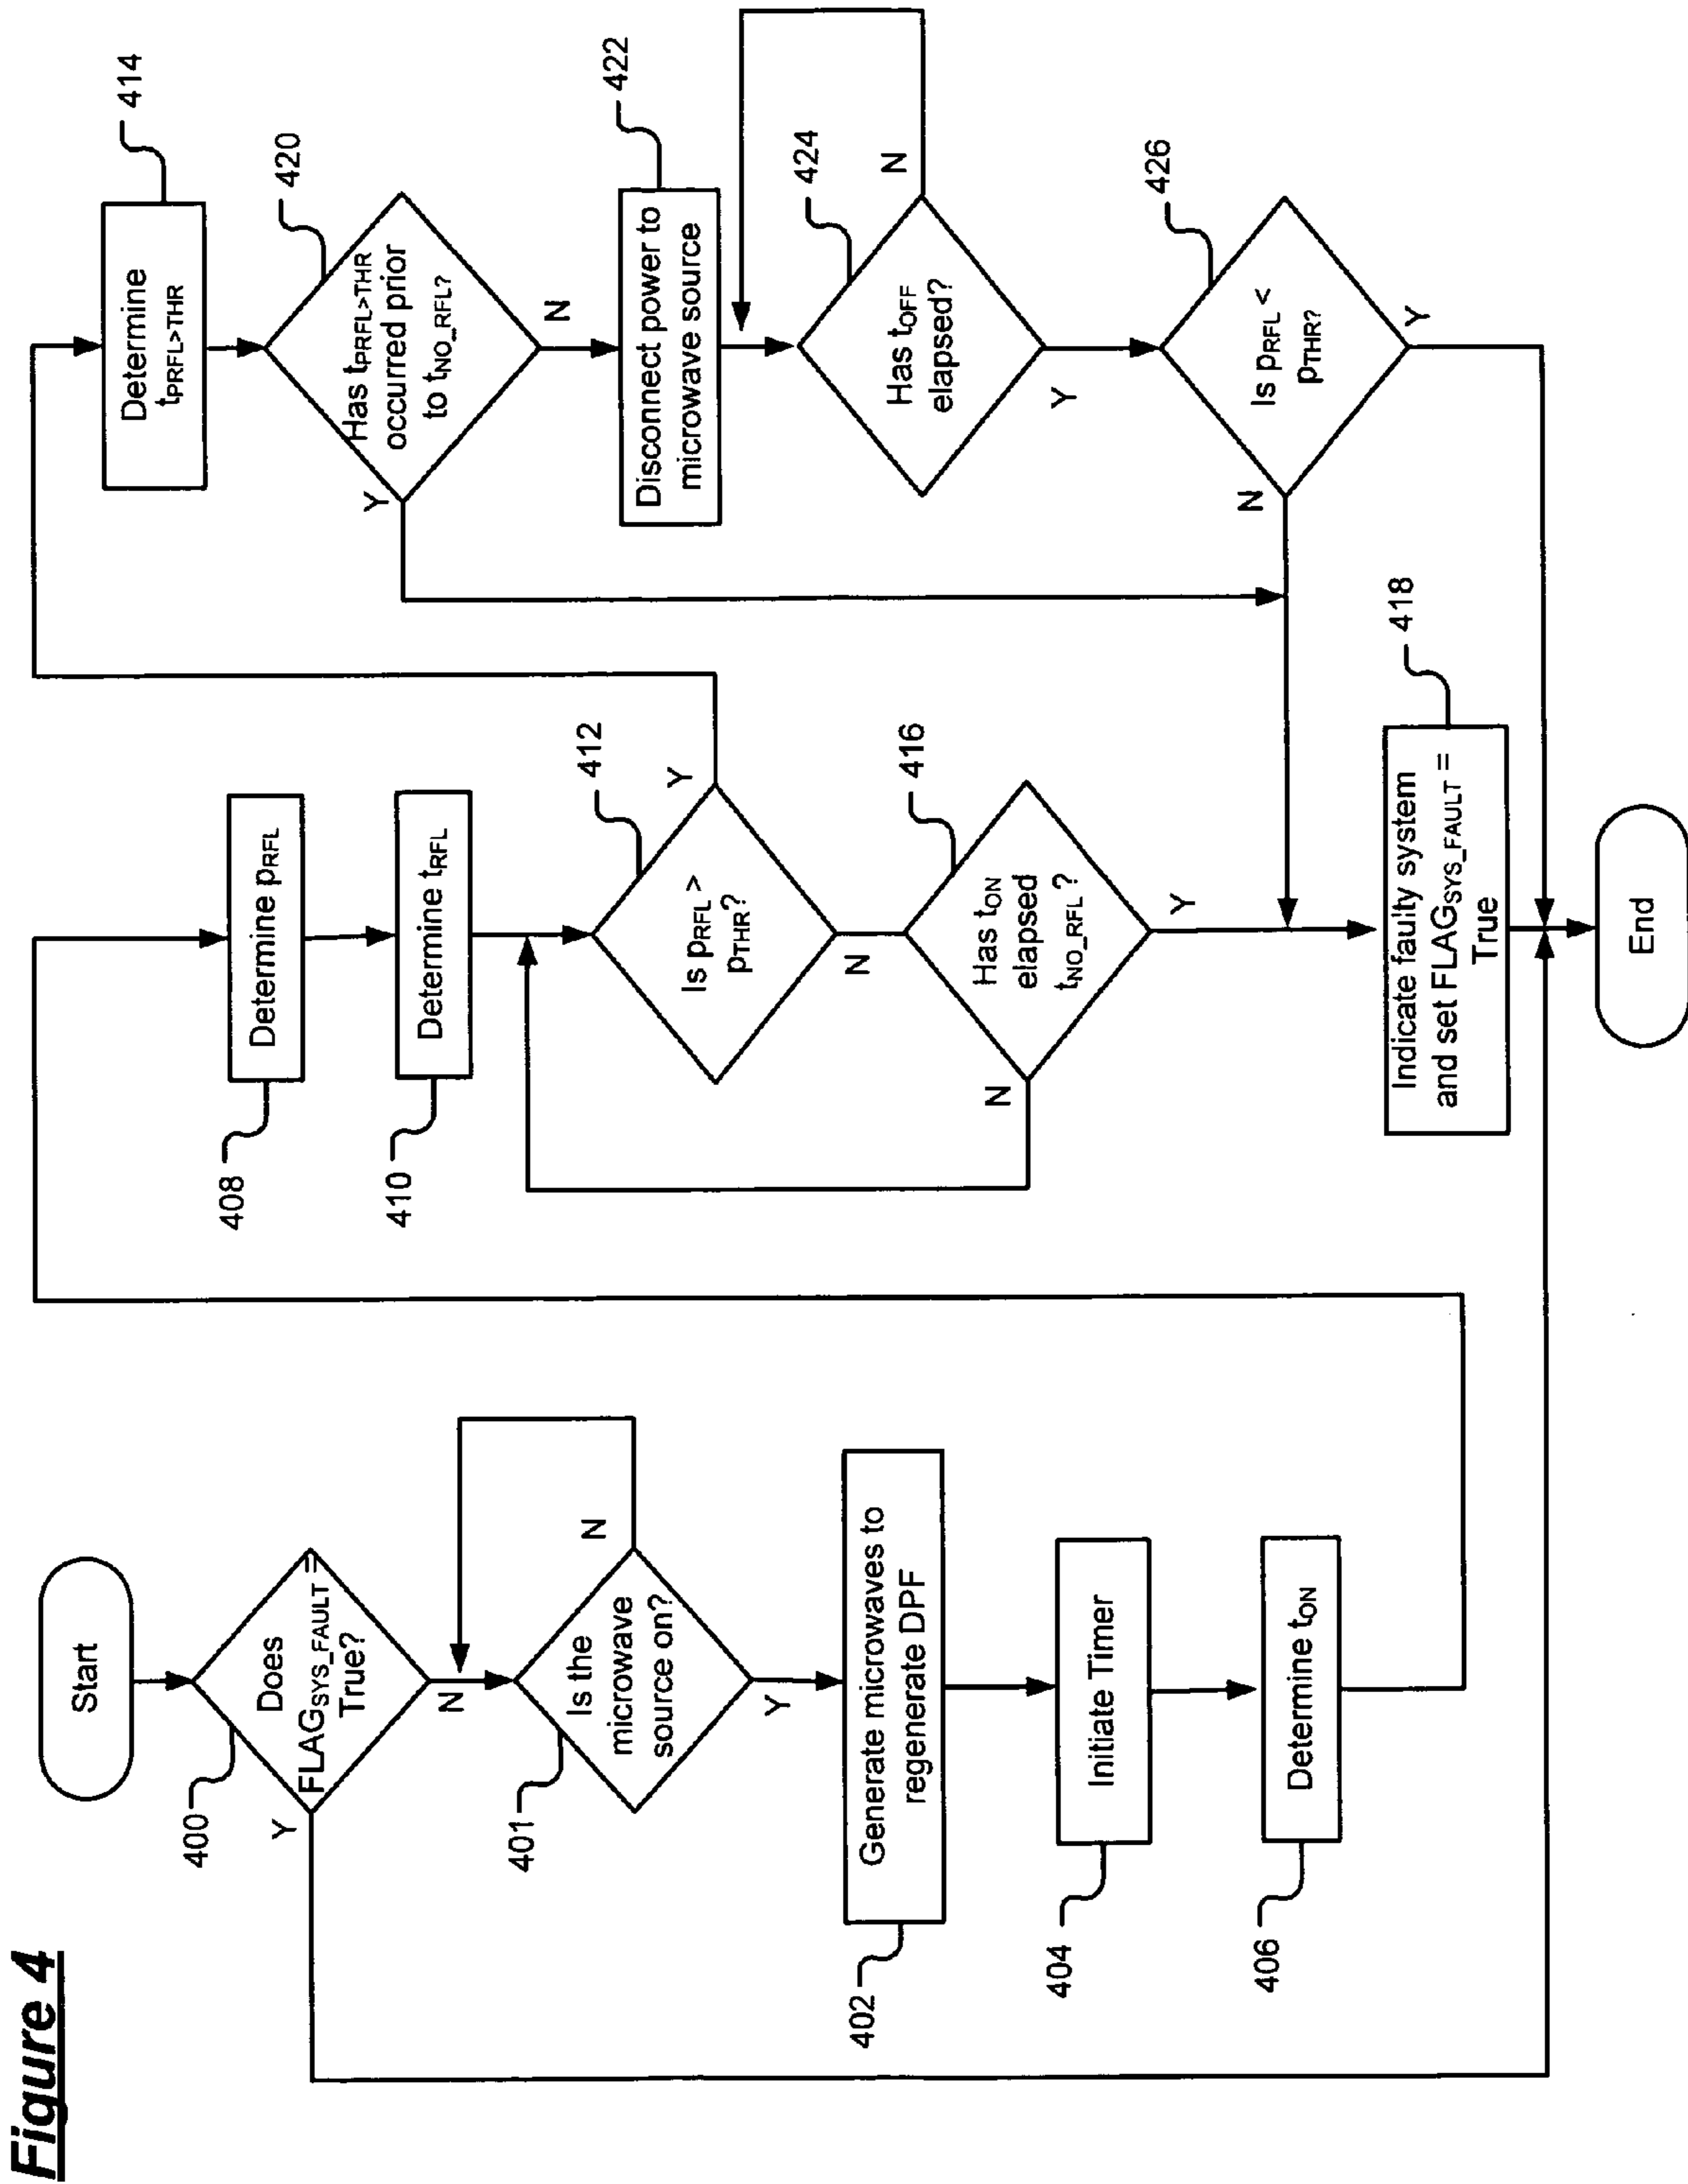 Figure 4
Start
400
Does
FLAGSYS_FAULT =
True?
Y
N
401
Is the
microwave
source on?
N
Y
402
Generate microwaves to
regenerate DPF
404
Initiate Timer
406
Determine tON
408
Determine pRFL
410
Determine tRFL
412
Is pRFL >
pTHR?
Y
N
416
Has tON
elapsed
tNO_RFL ?
N
Y
418
Indicate faulty system
and set FLAGSYS_FAULT =
True
End
414
Determine
tPRFL>THR
420
Has tPRFL>THR
occurred prior
to tNO_RFL?
Y
N
422
Disconnect power to
microwave source
424
Has tOFF
elapsed?
N
Y
426
Is pRFL <
pTHR?
N
Y